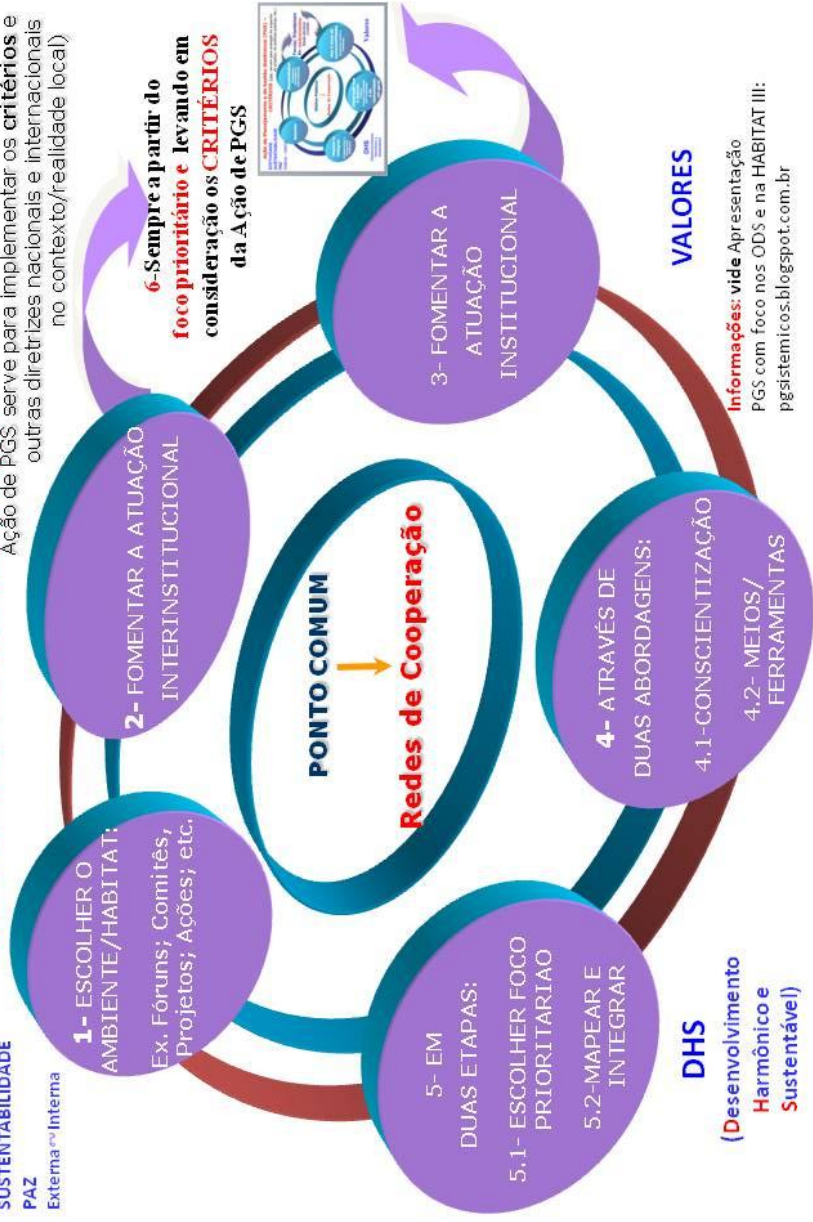 Ação de PGS serve para implementar os critérios e
outras diretrizes nacionais e internacionais
no contexto/realidade local)
SUSTENTABILIDADE
PAZ
Externa Interna
1- ESCOLHER O
AMBIENTE/HABITAT:
Ex. Fóruns; Comitês,
Projetos; Ações; etc.
2- FOMENTAR A ATUAÇÃO
INTERINSTITUCIONAL
6-Sempre a partir do
foco prioritário e levando em
consideração os CRITÉRIOS
da Ação de PGS
Valores
DHS
3- FOMENTAR A
ATUAÇÃO
INSTITUCIONAL
PONTO COMUM
Redes de Cooperação
4- ATRAVÉS DE
DUAS ABORDAGENS:
4.1-CONSCIENTIZAÇÃO
4.2- MEIOS/
FERRAMENTAS
5- EM
DUAS ETAPAS:
5.1- ESCOLHER FOCO
PRIORITARIAO
5.2-MAPEAR E
INTEGRAR
DHS
(Desenvolvimento
Harmônico e
Sustentável)
VALORES
Informações: vide Apresentação
PGS com foco nos ODS e na HABITAT III:
pgsistemicos.blogspot.com.br